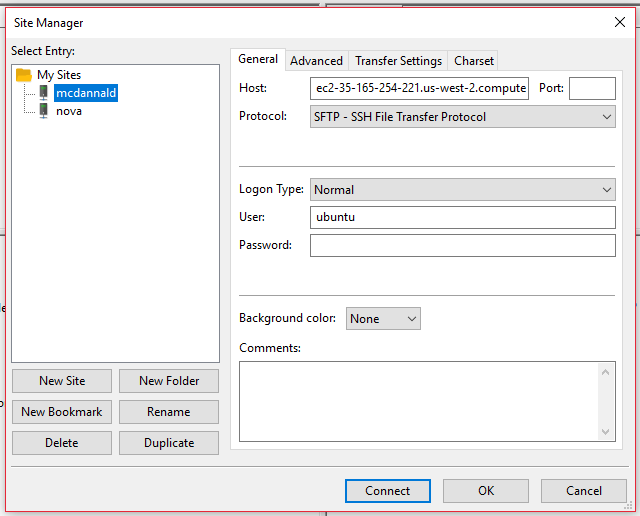 Site Manager
Select Entry:
My Sites
mcdannald
nova
New Site
New Folder
New Bookmark
Rename
Delete
Duplicate
General
Advanced
Transfer Settings
Charset
Host:
ec2-35-165-254-221.us-west-2.compute
Port:
Protocol:
SFTP - SSH File Transfer Protocol
Logon Type:
Normal
User:
ubuntu
Password:
Background color:
None
Comments:
Connect
OK
Cancel